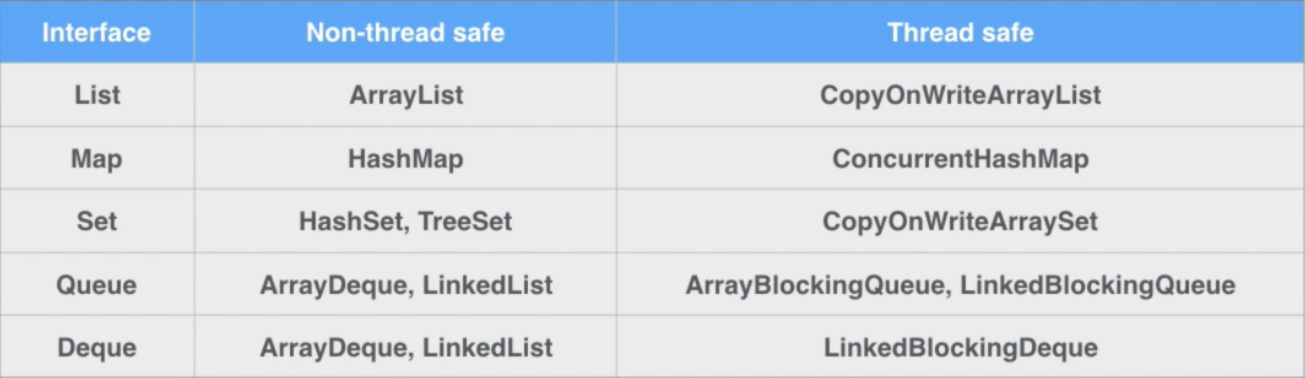 Interface Non-thread safe Thread safe
List ArrayList CopyOnWriteArrayList
Map HashMap ConcurrentHashMap
Set HashSet, TreeSet CopyOnWriteArraySet
Queue ArrayDeque, LinkedList ArrayBlockingQueue, LinkedBlockingQueue
Deque ArrayDeque, LinkedList LinkedBlockingDeque